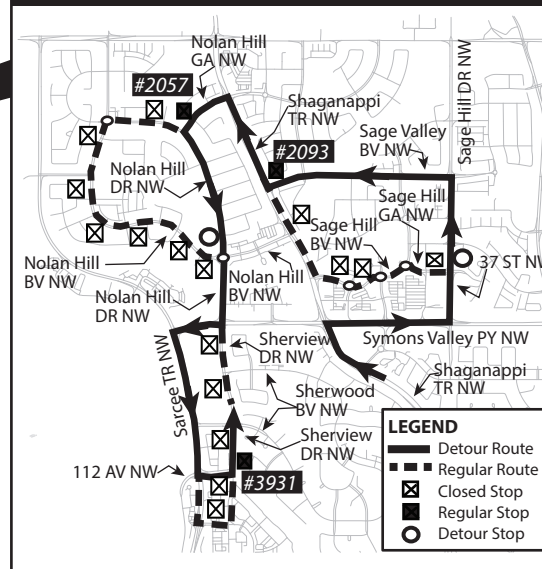 Nolan Hill
GA NW
#2057
Shaganappi
TR NW
Sage Hill DR NW
Sage Valley
BV NW
#2093
Nolan Hill
DR NW
Sage Hill
GA NW
Sage Hill
BV NW
37 ST NW
Nolan Hill
BV NW
Nolan Hill
BV NW
Nolan Hill
DR NW
Symons Valley PY NW
Sarcee TR NW
Sherview
DR NW
Shaganappi
TR NW
Sherwood
BV NW
Sherview
DR NW
112 AV NW
#3931
LEGEND
Detour Route
Regular Route
Closed Stop
Regular Stop
Detour Stop